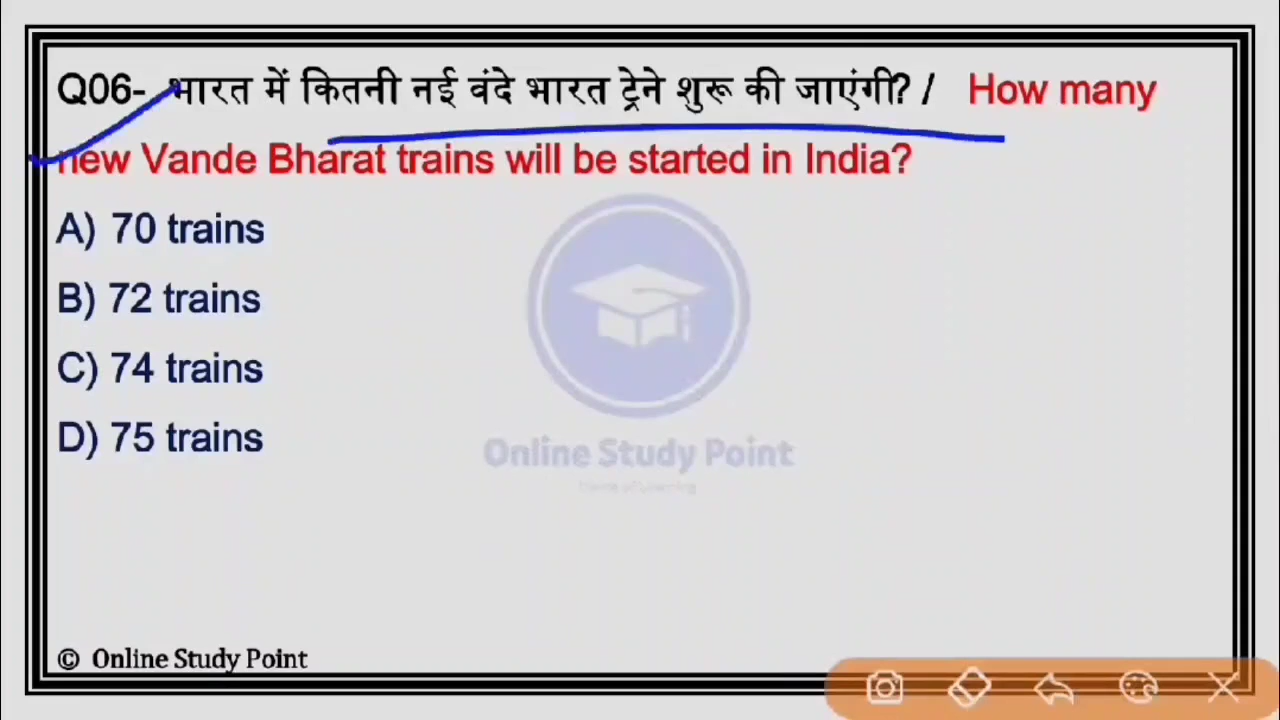 Q06- भारत में कितनी नई वंदे भारत ट्रेने शुरू की जाएंगी? / How many
new Vande Bharat trains will be started in India?
A) 70 trains
B) 72 trains
C) 74 trains
D) 75 trains
Online Study Point
© Online Study Point